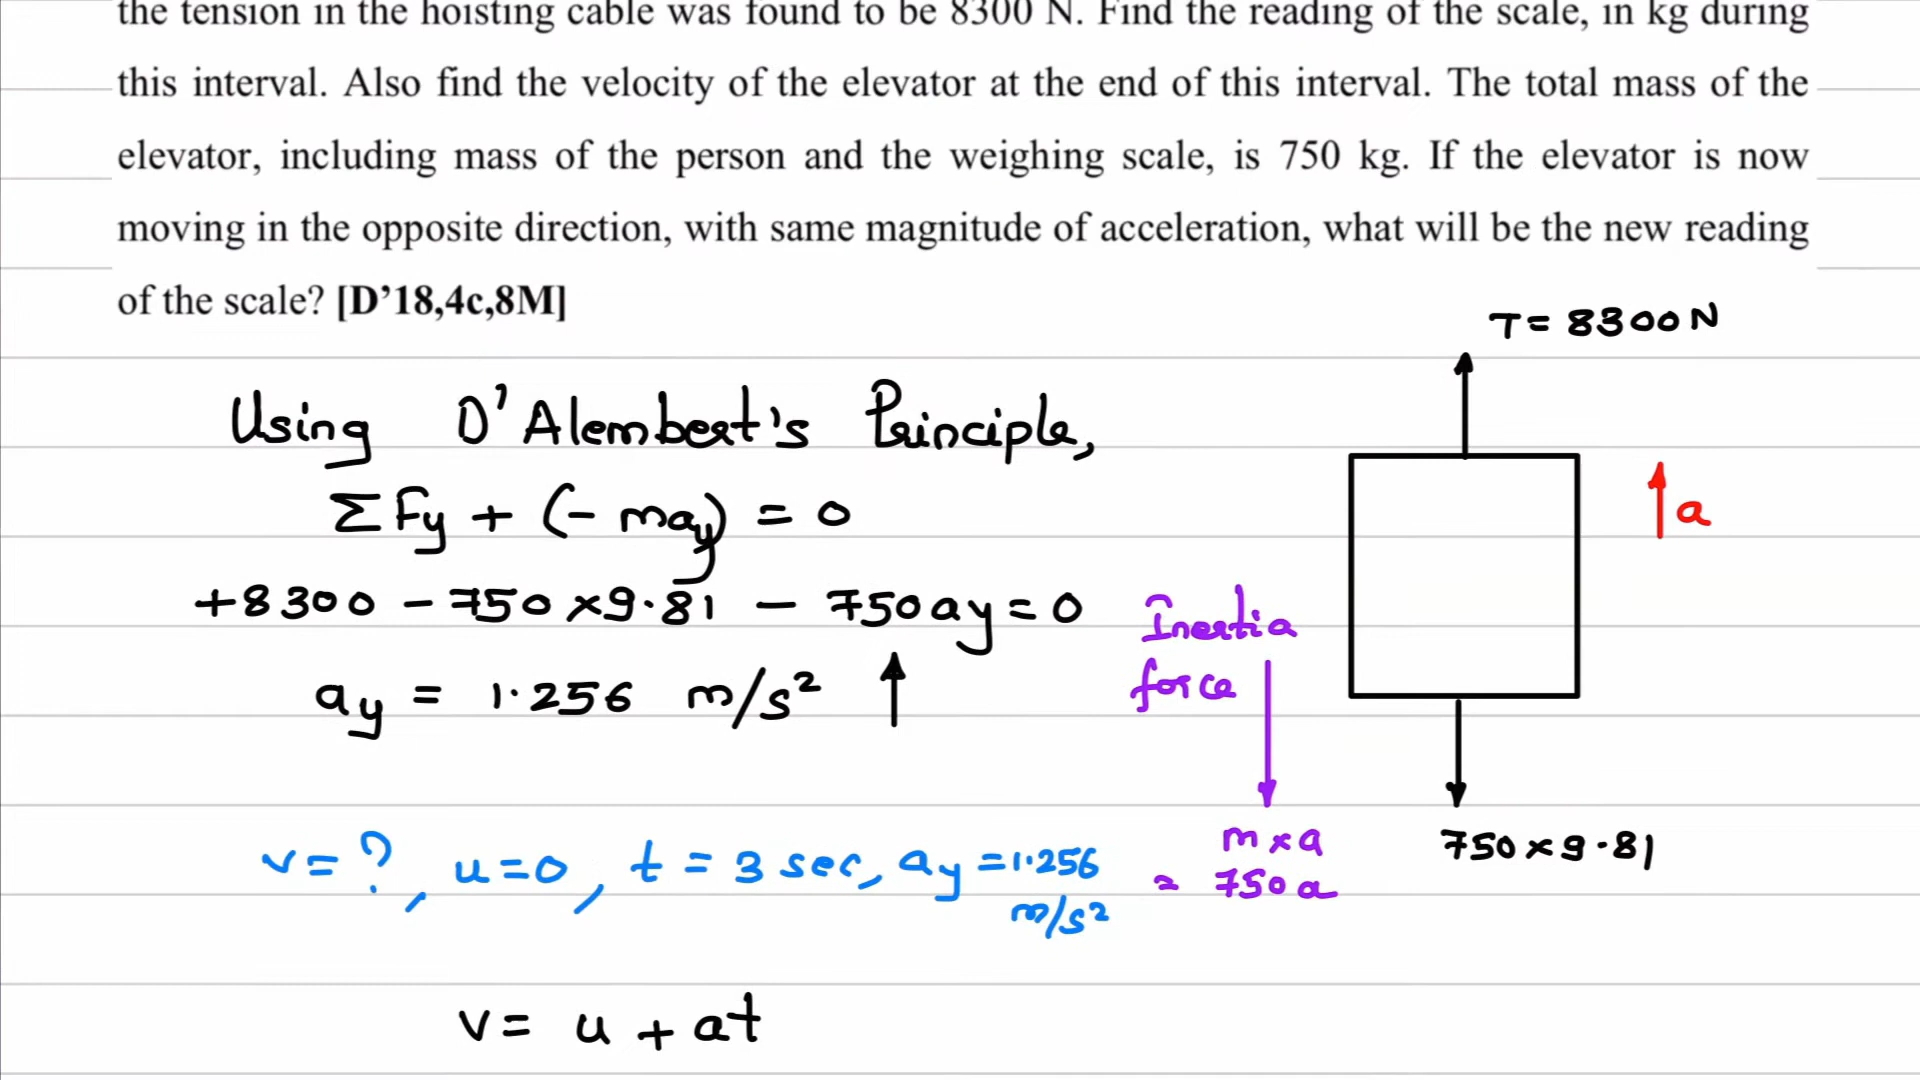 the tension in the hoisting cable was found to be 8300 N. Find the reading of the scale, in kg during
this interval. Also find the velocity of the elevator at the end of this interval. The total mass of the
elevator, including mass of the person and the weighing scale, is 750 kg. If the elevator is now
moving in the opposite direction, with same magnitude of acceleration, what will be the new reading
of the scale? [D’18,4c,8M]
T = 8300 N
Using D'Alembert's Principle,
ΣFy + (- may) = 0
a
+8300 - 750 × 9.81 - 750 ay = 0
Inertia
force
ay = 1.256 m/s² ↑
m × a
= 750 a
750 × 9.81
v = ?, u = 0, t = 3 sec, ay = 1.256
m/s²
v = u + at